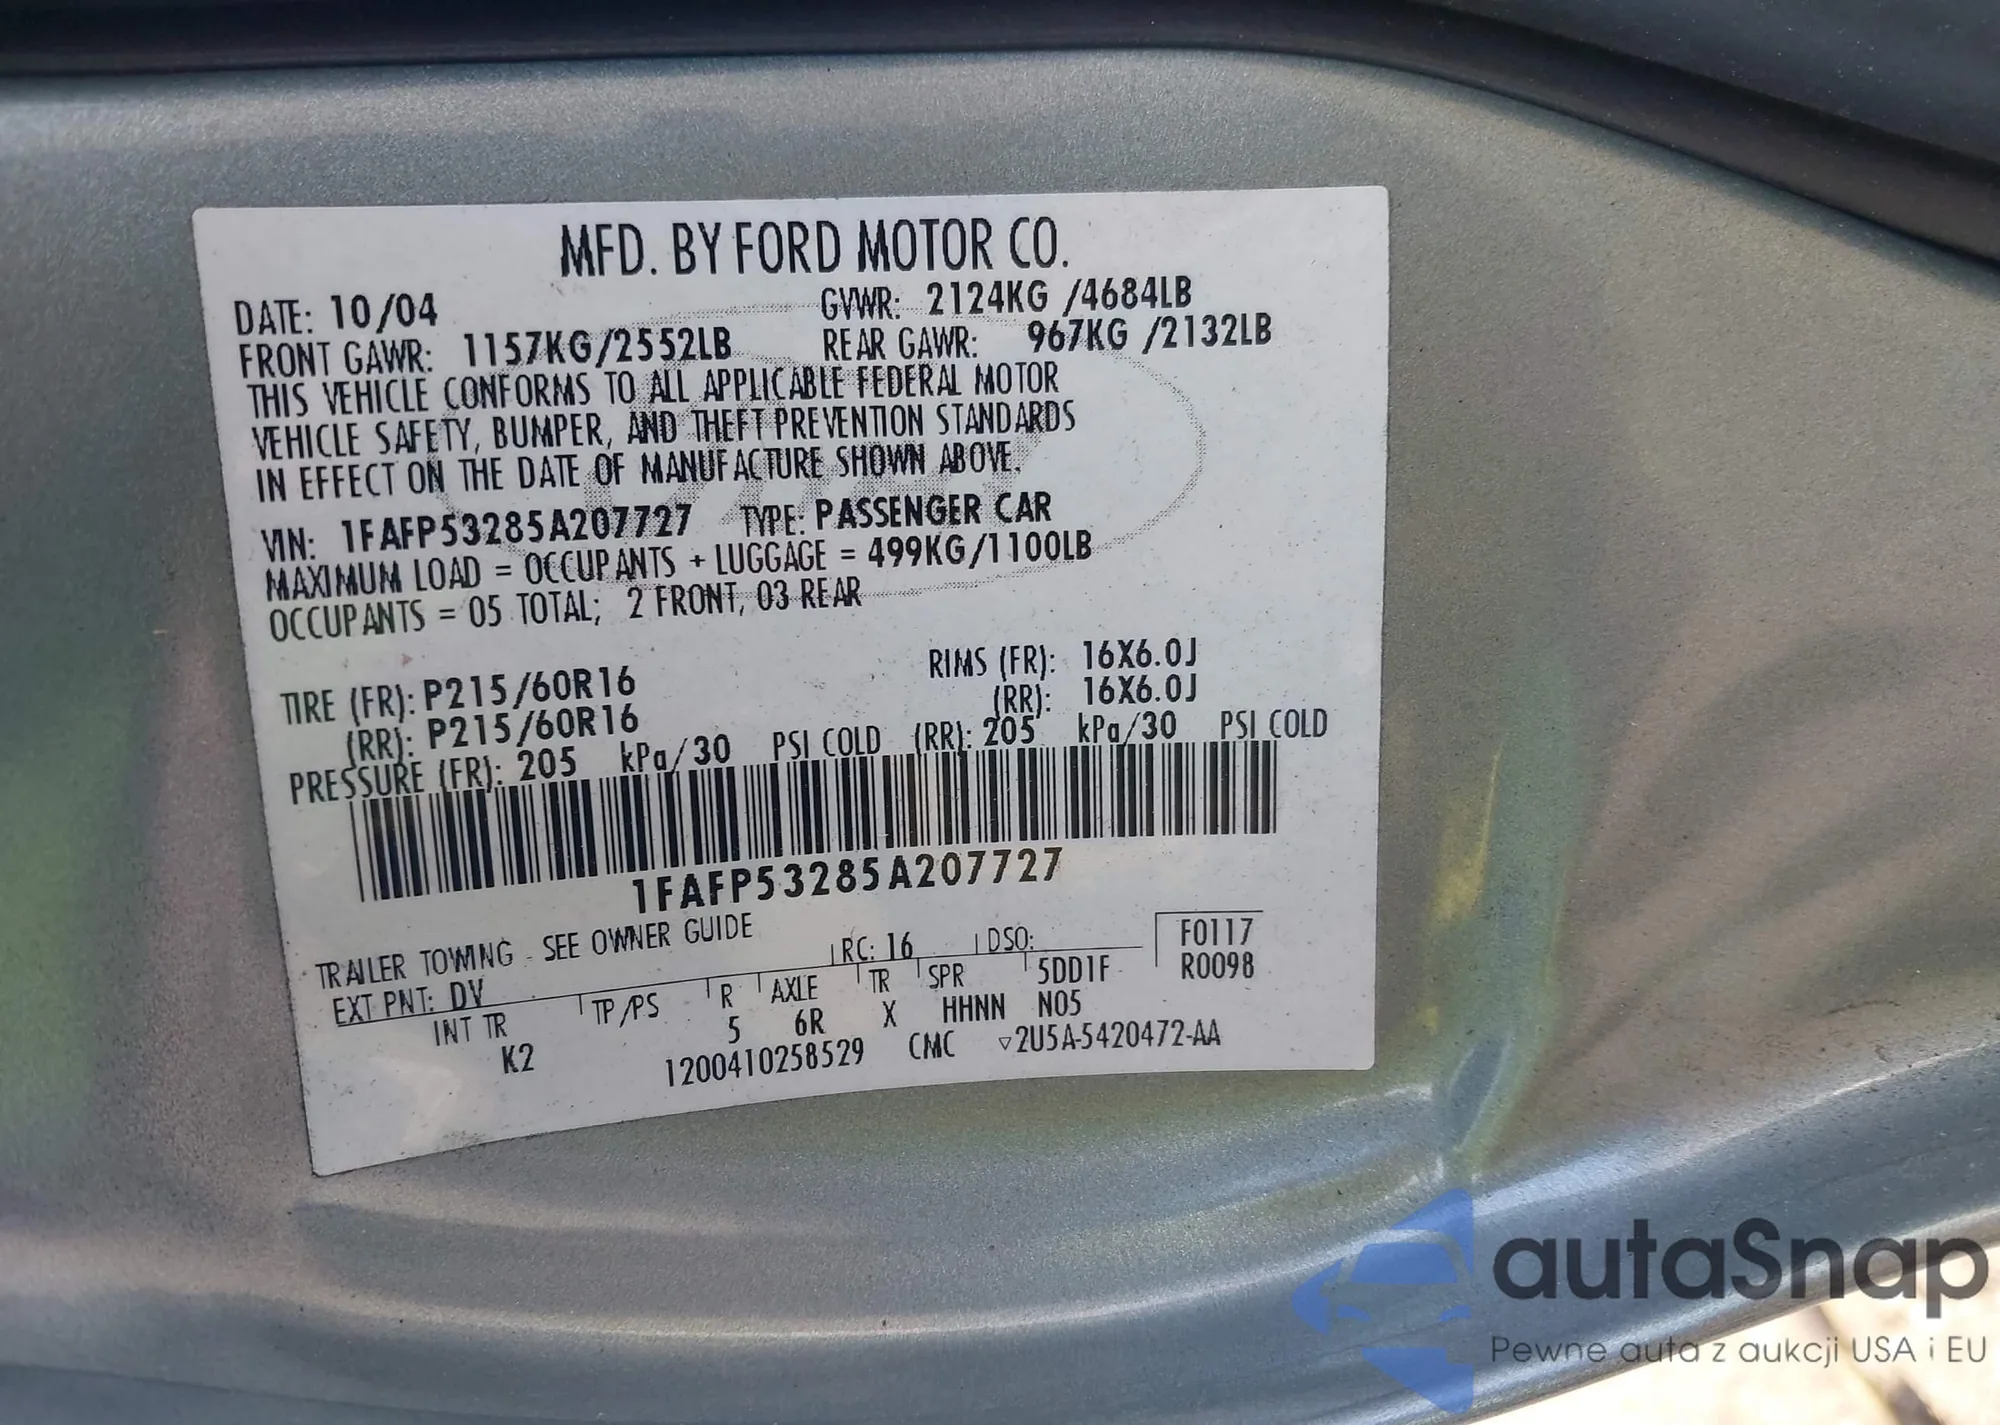 MFD. BY FORD MOTOR CO.
DATE: 10/04 GVWR: 2124KG /4684LB
FRONT GAWR: 1157KG/2552LB REAR GAWR: 967KG /2132LB
THIS VEHICLE CONFORMS TO ALL APPLICABLE FEDERAL MOTOR
VEHICLE SAFETY, BUMPER, AND THEFT PREVENTION STANDARDS
IN EFFECT ON THE DATE OF MANUFACTURE SHOWN ABOVE.
VIN: 1FAFP53285A207727 TYPE: PASSENGER CAR
MAXIMUM LOAD = OCCUPANTS + LUGGAGE = 499KG/1100LB
OCCUPANTS = 05 TOTAL; 2 FRONT, 03 REAR
TIRE (FR): P215/60R16 RIMS (FR): 16X6.0J
(RR): P215/60R16 (RR): 16X6.0J
PRESSURE (FR): 205 kPa/30 PSI COLD (RR): 205 kPa/30 PSI COLD
1FAFP53285A207727
TRAILER TOWING - SEE OWNER GUIDE
EXT PNT: DV RC: 16 DSO: F0117
INT TR TP/PS R AXLE TR SPR 5DD1F R0098
K2 5 6R X HHNN N05
1200410258529 CMC ▽2U5A-5420472-AA
autaSnap
Pewne auta z aukcji USA i EU